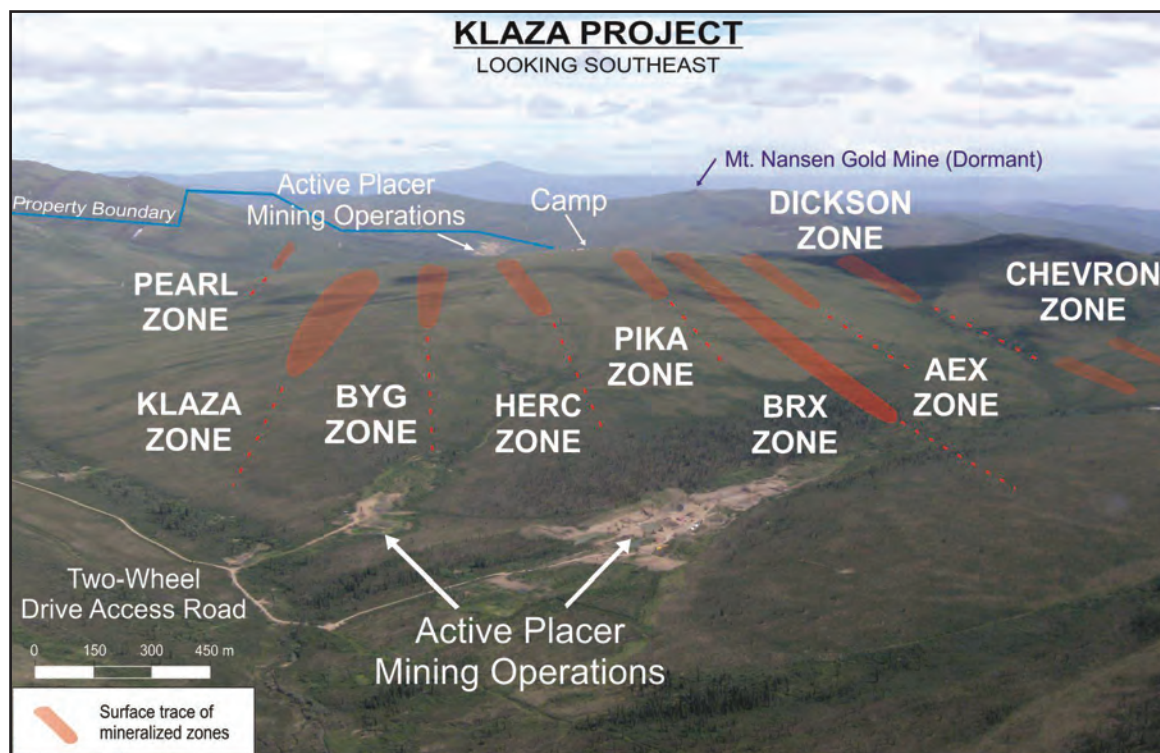 KLAZA PROJECT
LOOKING SOUTHEAST
Mt. Nansen Gold Mine (Dormant)
Active Placer
Mining Operations
Camp
DICKSON
ZONE
Property Boundary
PEARL
ZONE
CHEVRON
ZONE
KLAZA
ZONE
BYG
ZONE
HERC
ZONE
PIKA
ZONE
BRX
ZONE
AEX
ZONE
Two-Wheel
Drive Access Road
0 150 300 450 m
Active Placer
Mining Operations
Surface trace of
mineralized zones